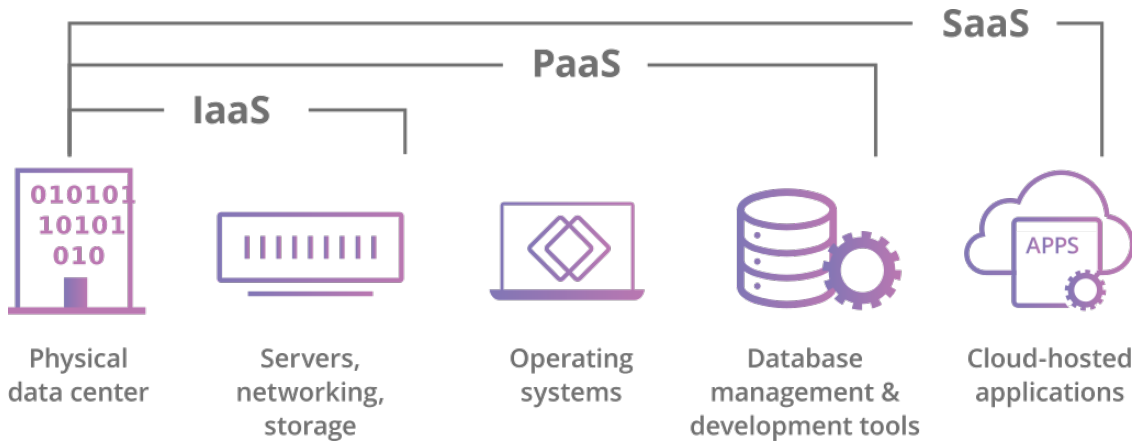 SaaS
PaaS
IaaS
010101
10101
010
APPS
Physical
data center
Servers,
networking,
storage
Operating
systems
Database
management &
development tools
Cloud-hosted
applications